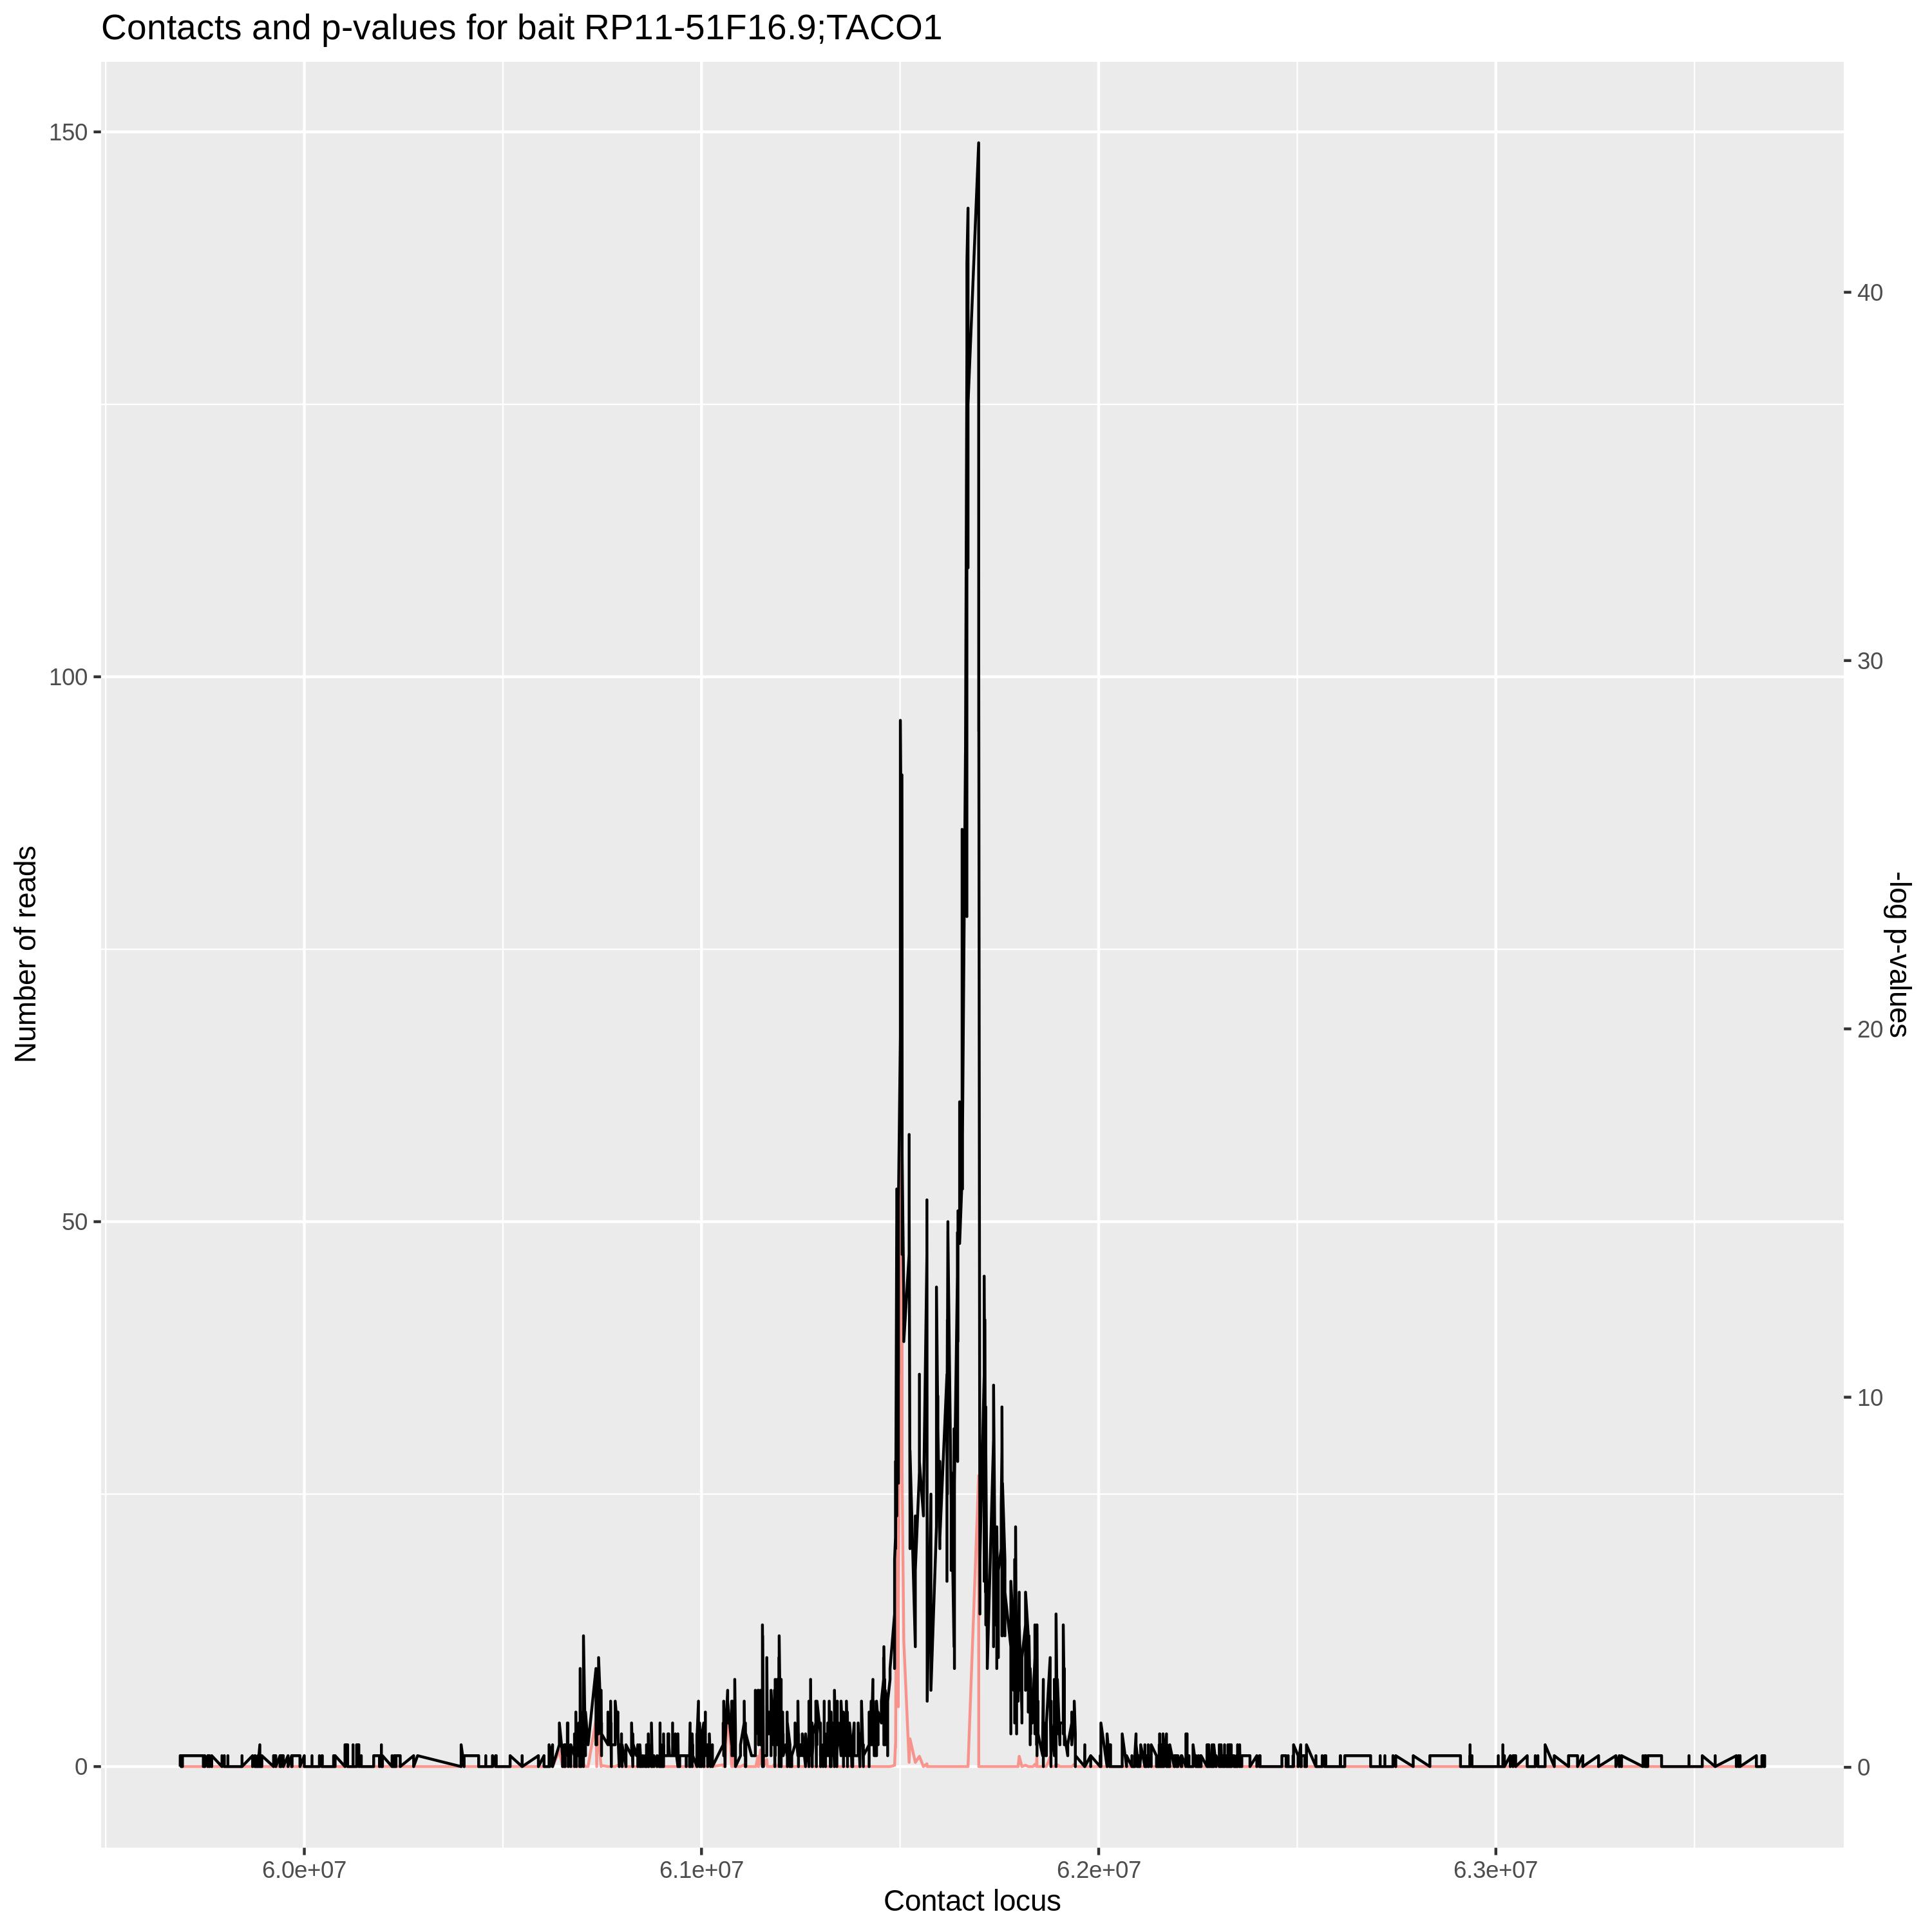 Contacts and p-values for bait RP11-51F16.9;TACO1
150
100
50
0
Number of reads
40
30
20
10
0
-log p-values
6.0e+07 6.1e+07 6.2e+07 6.3e+07
Contact locus